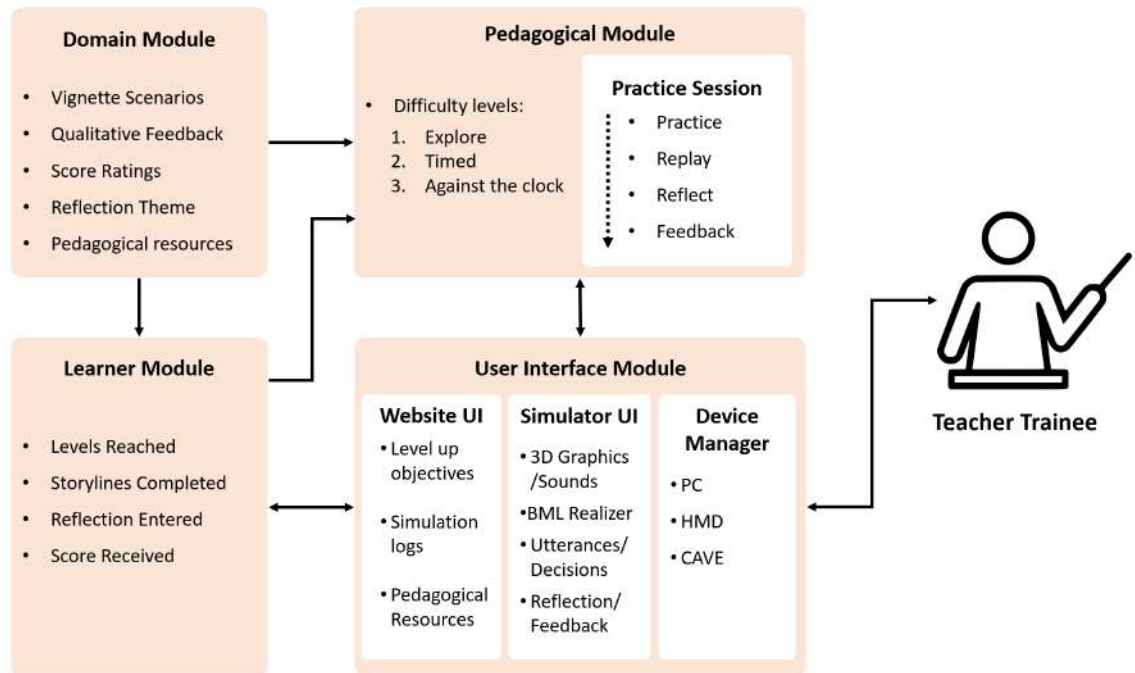 Domain Module
• Vignette Scenarios
• Qualitative Feedback
• Score Ratings
• Reflection Theme
• Pedagogical resources
Pedagogical Module
• Difficulty levels:
1. Explore
2. Timed
3. Against the clock
Practice Session
• Practice
• Replay
• Reflect
• Feedback
Learner Module
• Levels Reached
• Storylines Completed
• Reflection Entered
• Score Received
User Interface Module
Website UI
• Level up
objectives
• Simulation
logs
• Pedagogical
Resources
Simulator UI
• 3D Graphics
/Sounds
• BML Realizer
• Utterances/
Decisions
• Reflection/
Feedback
Device
Manager
• PC
• HMD
• CAVE
Teacher Trainee